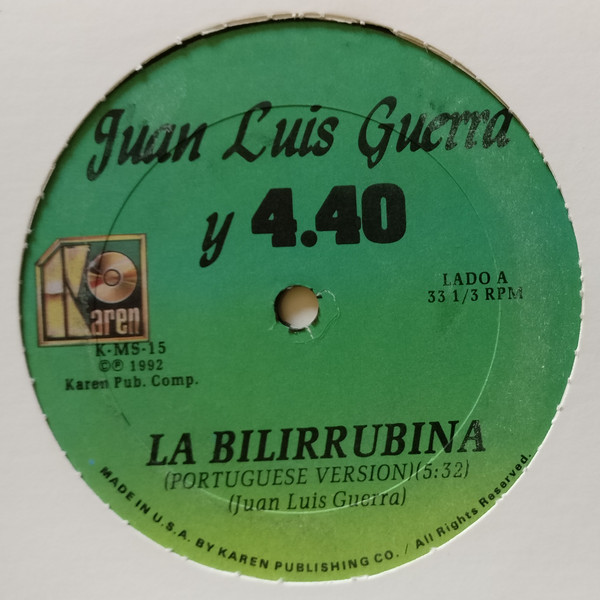 Juan Luis Guerra
y 4.40
LADO A
33 1/3 RPM
Karen
K-MS-15
©℗ 1992
Karen Pub. Comp.
LA BILIRRUBINA
(PORTUGUESE VERSION)(5:32)
(Juan Luis Guerra)
MADE IN U.S.A. BY KAREN PUBLISHING CO. / All Rights Reserved.